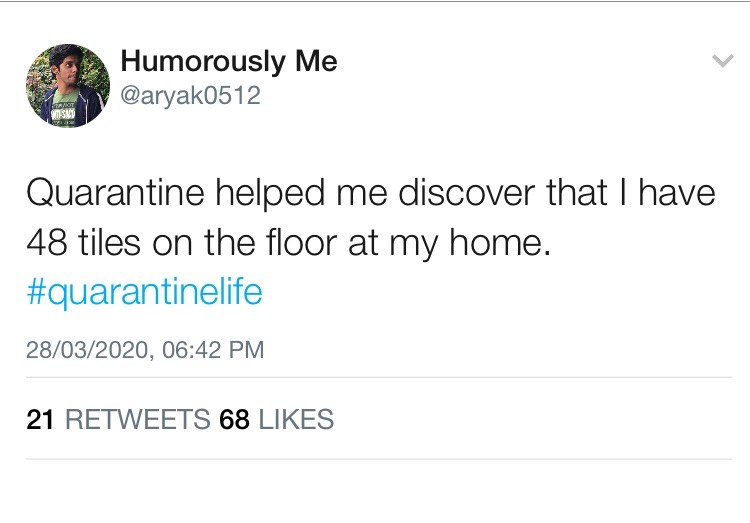 Humorously Me
@aryak0512
Quarantine helped me discover that I have
48 tiles on the floor at my home.
#quarantinelife
28/03/2020, 06:42 PM
21 RETWEETS 68 LIKES